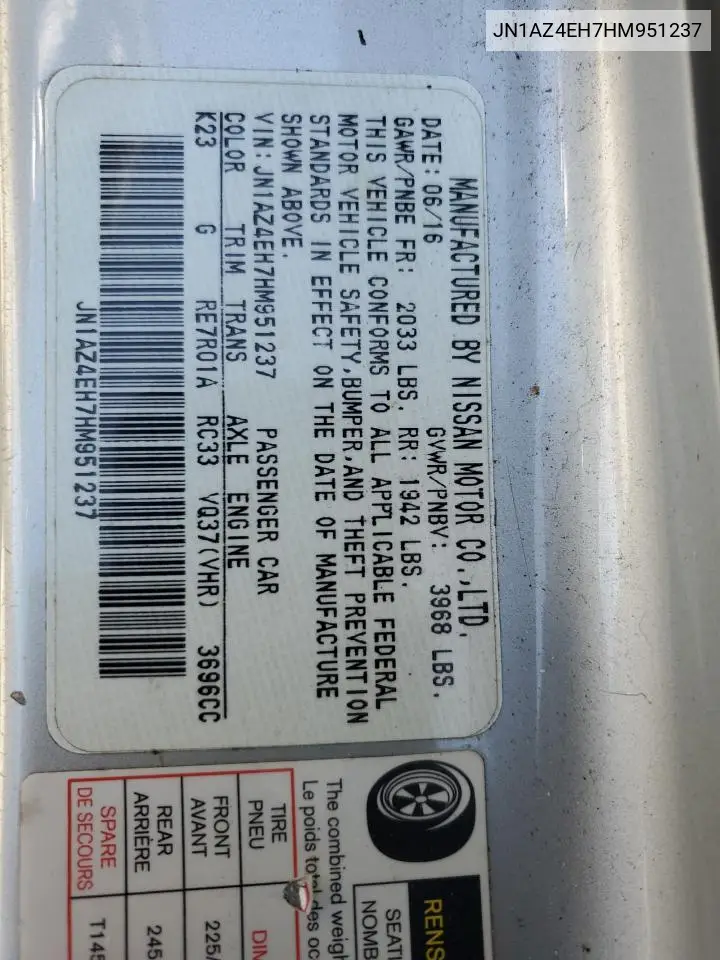 JN1AZ4EH7HM951237
MANUFACTURED BY NISSAN MOTOR CO.,LTD.
DATE: 06/16 GVWR/PNBV: 3968 LBS.
GAWR/PNBE FR: 2033 LBS. RR: 1942 LBS.
THIS VEHICLE CONFORMS TO ALL APPLICABLE FEDERAL
MOTOR VEHICLE SAFETY,BUMPER,AND THEFT PREVENTION
STANDARDS IN EFFECT ON THE DATE OF MANUFACTURE
SHOWN ABOVE.
VIN: JN1AZ4EH7HM951237 PASSENGER CAR
COLOR TRIM TRANS AXLE ENGINE
K23 G RE7R01A RC33 VQ37(VHR) 3696CC
JN1AZ4EH7HM951237
RENS
SEATI
NOMB
The combined weigh
Le poids total des oc
TIRE DIM
PNEU
FRONT 225/
AVANT
REAR 245
ARRIÈRE
SPARE T145
DE SECOURS